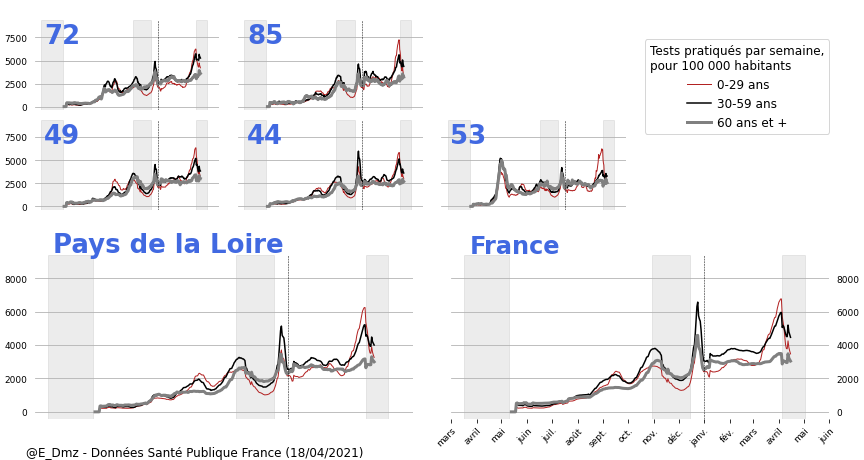 72
85
7500
5000
2500
0
Tests pratiqués par semaine,
pour 100 000 habitants
0-29 ans
30-59 ans
60 ans et +
49
44
53
7500
5000
2500
0
Pays de la Loire
France
8000
6000
4000
2000
0
8000
6000
4000
2000
0
mars
avril
mai
juin
juil.
août
sept.
oct.
nov.
déc.
janv.
fév.
mars
avril
mai
juin
@E_Dmz - Données Santé Publique France (18/04/2021)